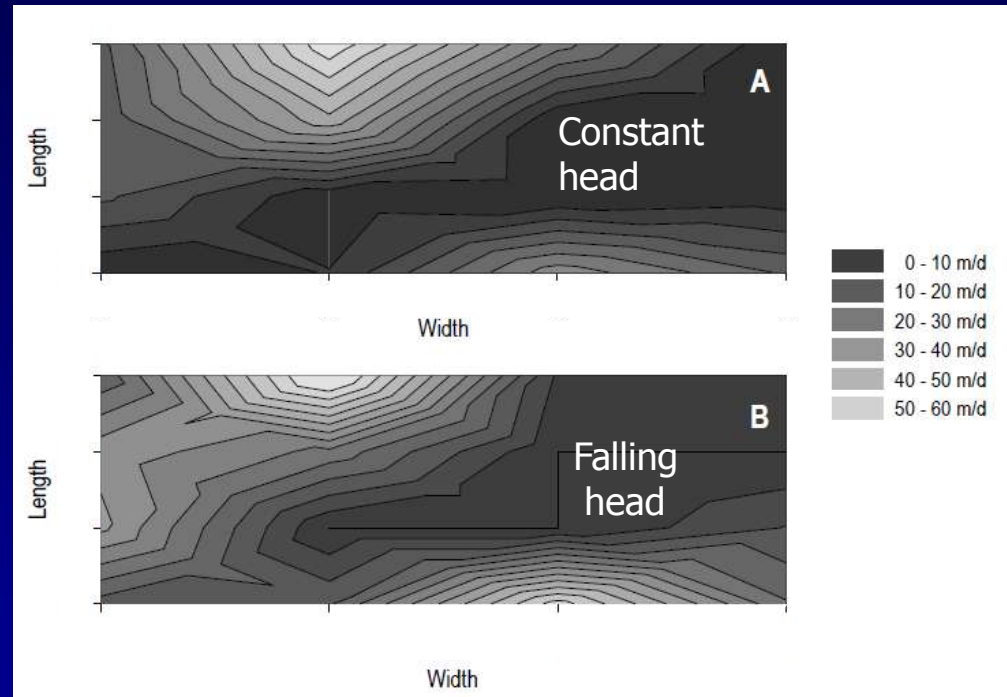 A
Constant
head
Length
Width
0 - 10 m/d
10 - 20 m/d
20 - 30 m/d
30 - 40 m/d
40 - 50 m/d
50 - 60 m/d
B
Falling
head
Length
Width